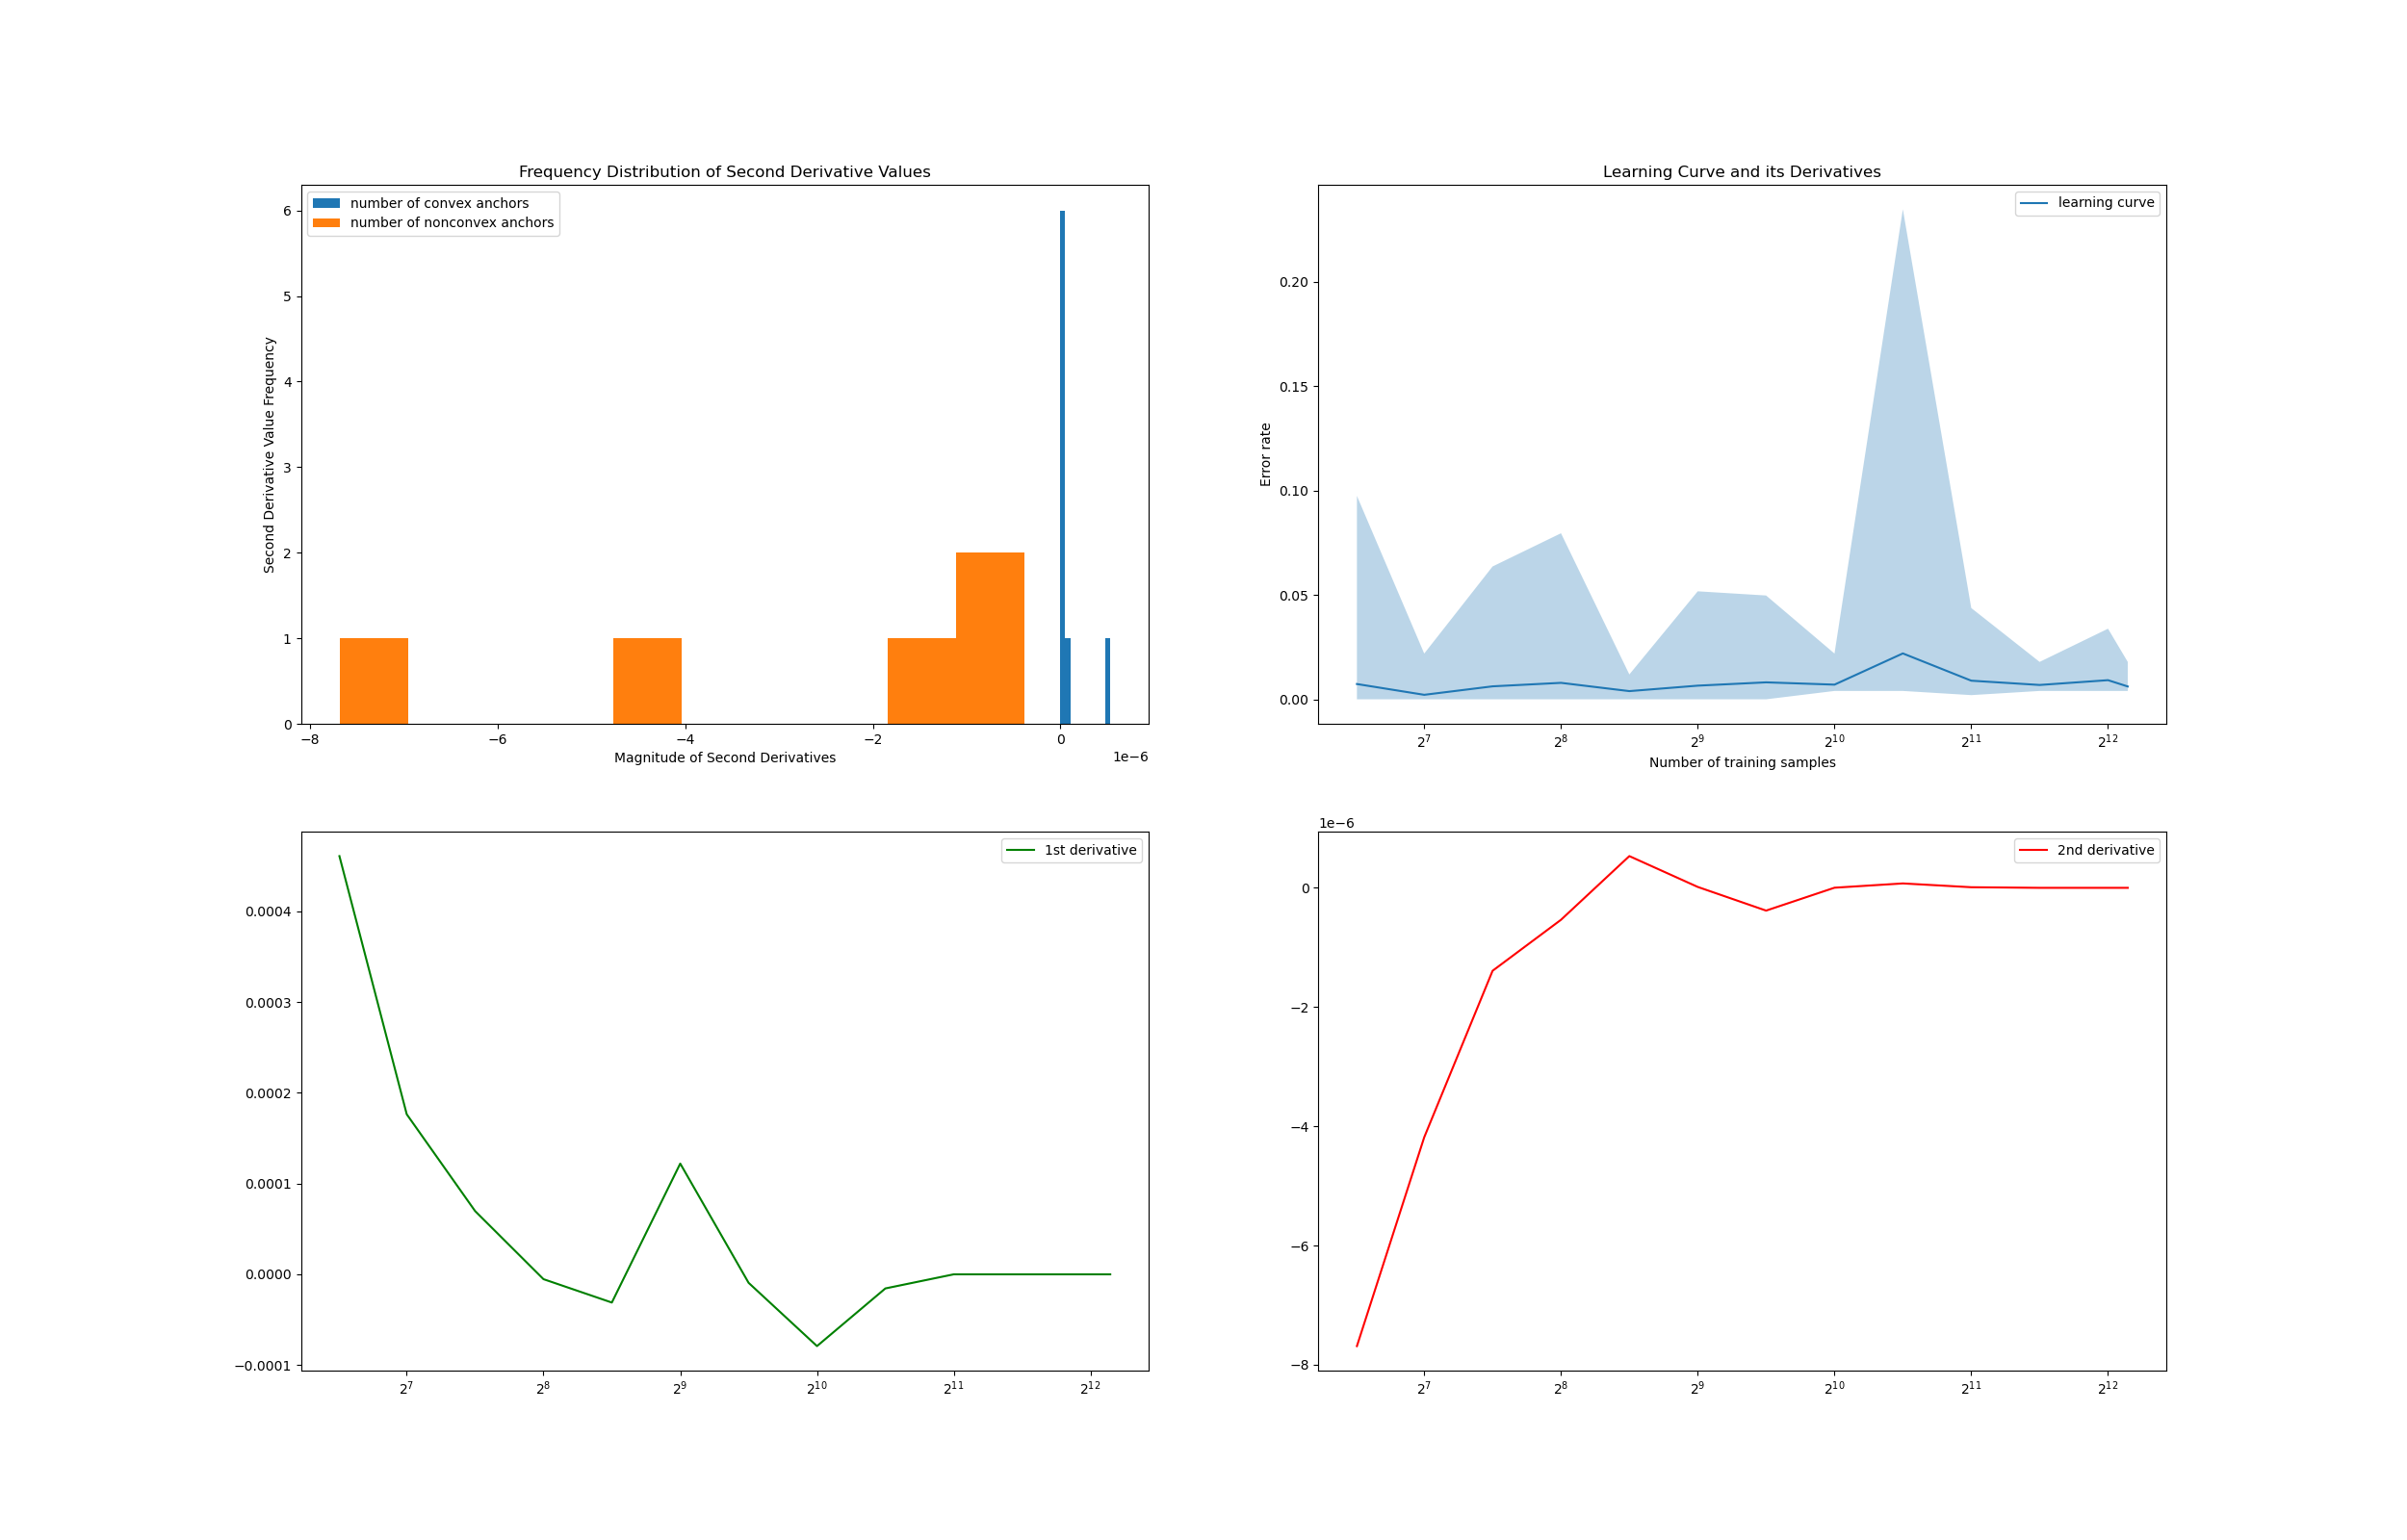 Frequency Distribution of Second Derivative Values
number of convex anchors
number of nonconvex anchors
Second Derivative Value Frequency
6
5
4
3
2
1
0
−8 −6 −4 −2 0
1e−6
Magnitude of Second Derivatives
Learning Curve and its Derivatives
learning curve
Error rate
0.20
0.15
0.10
0.05
0.00
2^7 2^8 2^9 2^10 2^11 2^12
Number of training samples
1st derivative
0.0004
0.0003
0.0002
0.0001
0.0000
−0.0001
2^7 2^8 2^9 2^10 2^11 2^12
1e−6
2nd derivative
0
−2
−4
−6
−8
2^7 2^8 2^9 2^10 2^11 2^12